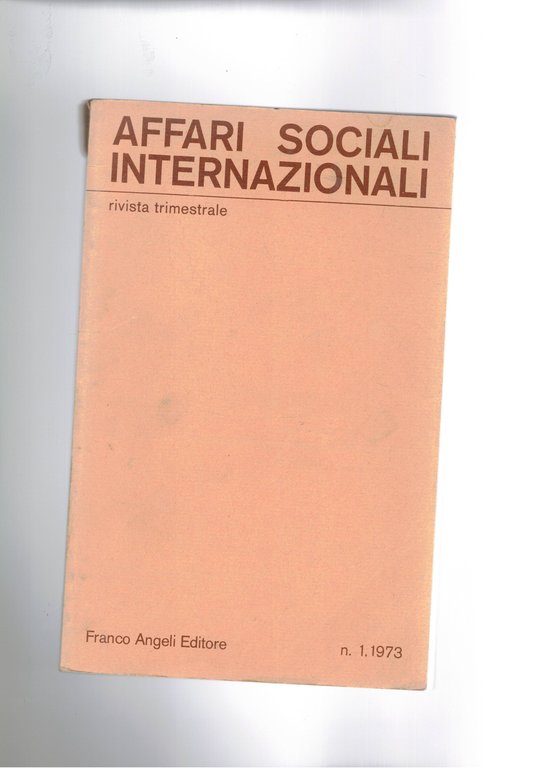 AFFARI SOCIALI
INTERNAZIONALI
rivista trimestrale
Franco Angeli Editore
n. 1.1973